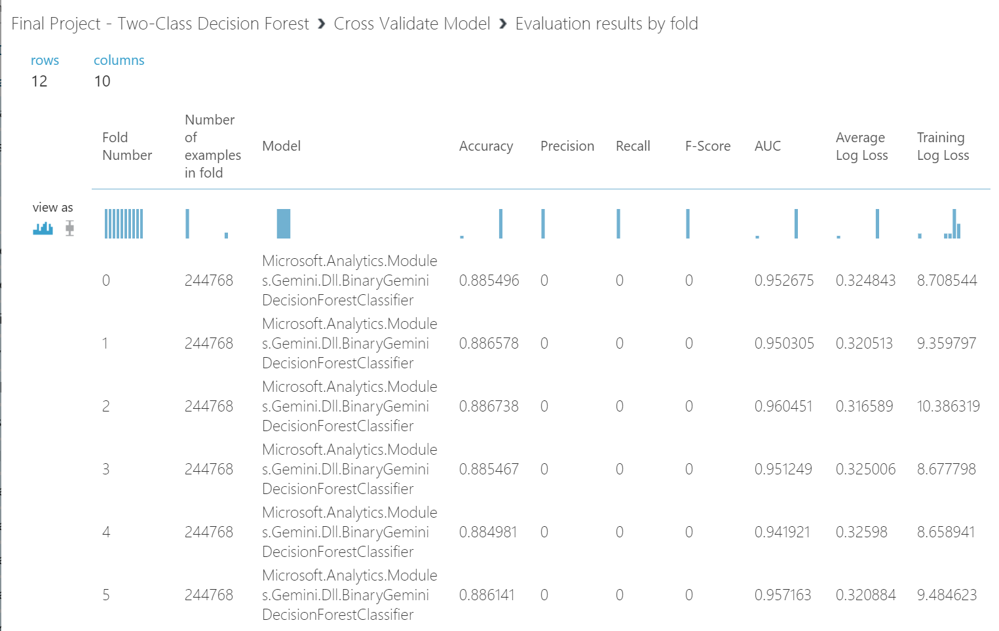 Final Project - Two-Class Decision Forest › Cross Validate Model › Evaluation results by fold
rows columns
12 10
Fold Number Number of examples in fold Model Accuracy Precision Recall F-Score AUC Average Log Loss Training Log Loss
view as
0 244768 Microsoft.Analytics.Modules.Gemini.Dll.BinaryGeminiDecisionForestClassifier 0.885496 0 0 0 0.952675 0.324843 8.708544
1 244768 Microsoft.Analytics.Modules.Gemini.Dll.BinaryGeminiDecisionForestClassifier 0.886578 0 0 0 0.950305 0.320513 9.359797
2 244768 Microsoft.Analytics.Modules.Gemini.Dll.BinaryGeminiDecisionForestClassifier 0.886738 0 0 0 0.960451 0.316589 10.386319
3 244768 Microsoft.Analytics.Modules.Gemini.Dll.BinaryGeminiDecisionForestClassifier 0.885467 0 0 0 0.951249 0.325006 8.677798
4 244768 Microsoft.Analytics.Modules.Gemini.Dll.BinaryGeminiDecisionForestClassifier 0.884981 0 0 0 0.941921 0.32598 8.658941
5 244768 Microsoft.Analytics.Modules.Gemini.Dll.BinaryGeminiDecisionForestClassifier 0.886141 0 0 0 0.957163 0.320884 9.484623